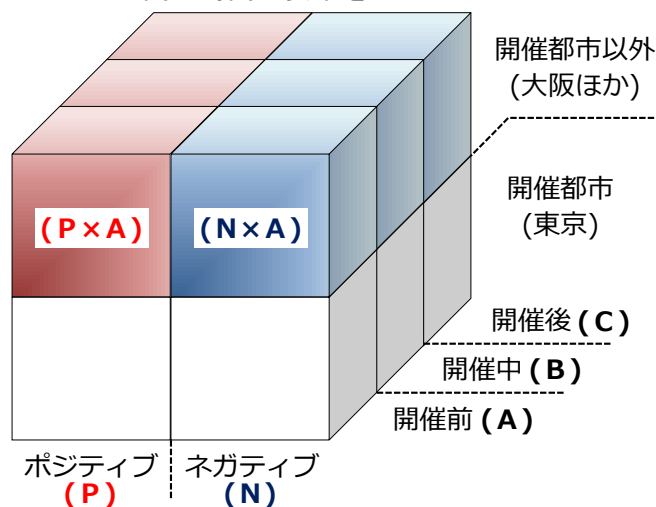 開催都市以外
(大阪ほか)
(P×A)
(N×A)
開催都市
(東京)
開催後(C)
開催中(B)
開催前(A)
ポジティブ
(P)
ネガティブ
(N)